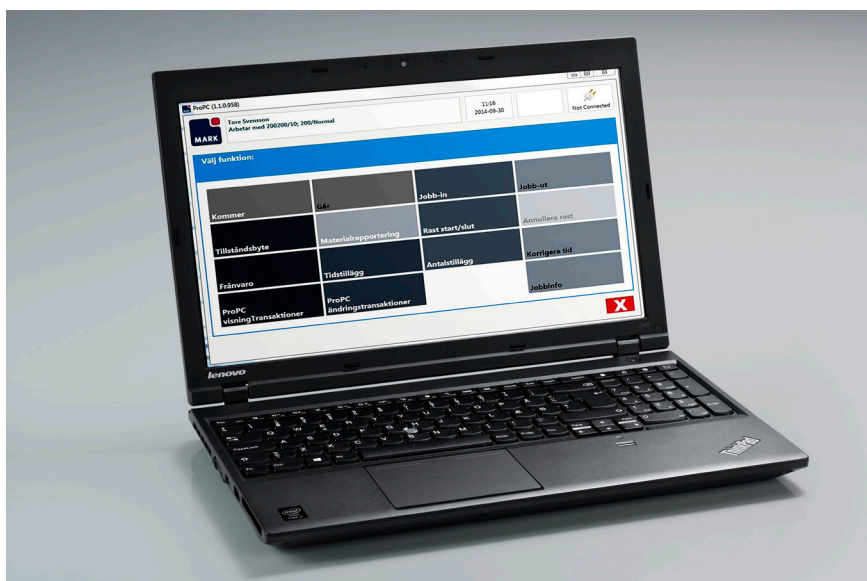 ProPC (1.1.0.958)
MARK
Tore Svensson
Arbetar med 200200/10; 200/Normal
11:16
2014-09-30
Not Connected
Välj funktion:
Kommer
Går
Jobb-in
Jobb-ut
Tillståndsbyte
Materialrapportering
Rast start/slut
Annullera rast
Frånvaro
Tidstillägg
Antalstillägg
Korrigera tid
ProPC
visningTransaktioner
ProPC
ändringstransaktioner
Jobbinfo
X
lenovo
ThinkPad